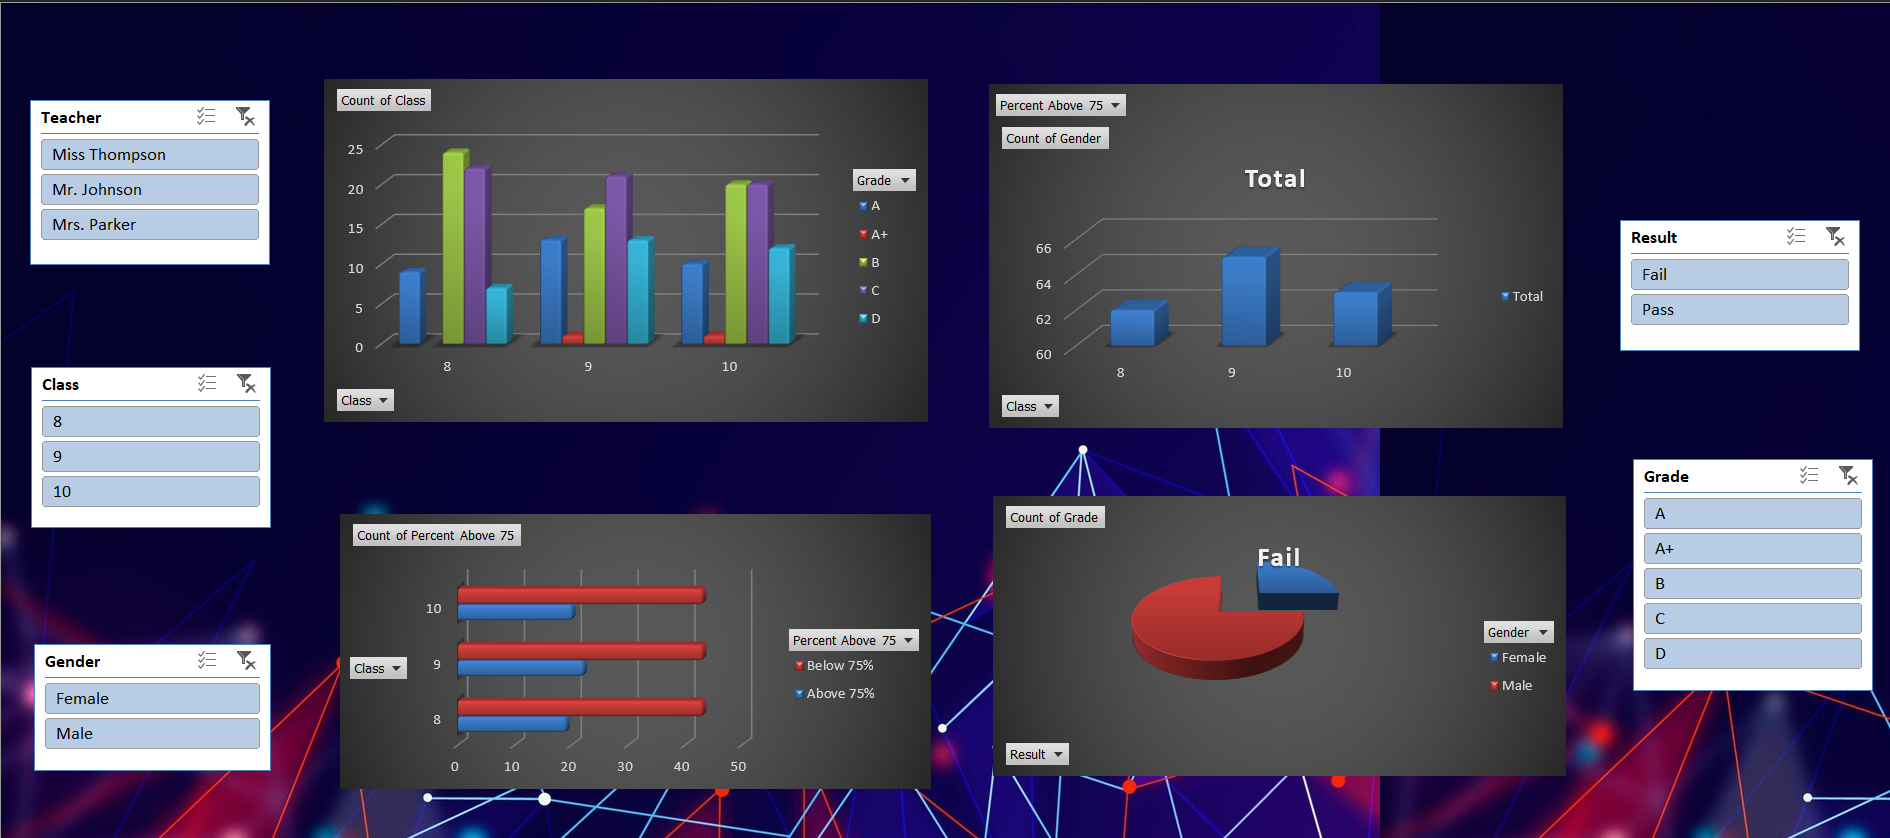 Teacher
Miss Thompson
Mr. Johnson
Mrs. Parker
Class
8
9
10
Gender
Female
Male
Count of Class
25
20
15
10
5
0
8
9
10
Grade
A
A+
B
C
D
Class
Percent Above 75
Count of Gender
Total
66
64
62
60
8
9
10
Total
Class
Count of Percent Above 75
10
9
8
Class
0
10
20
30
40
50
Percent Above 75
Below 75%
Above 75%
Count of Grade
Fail
Gender
Female
Male
Result
Result
Fail
Pass
Grade
A
A+
B
C
D